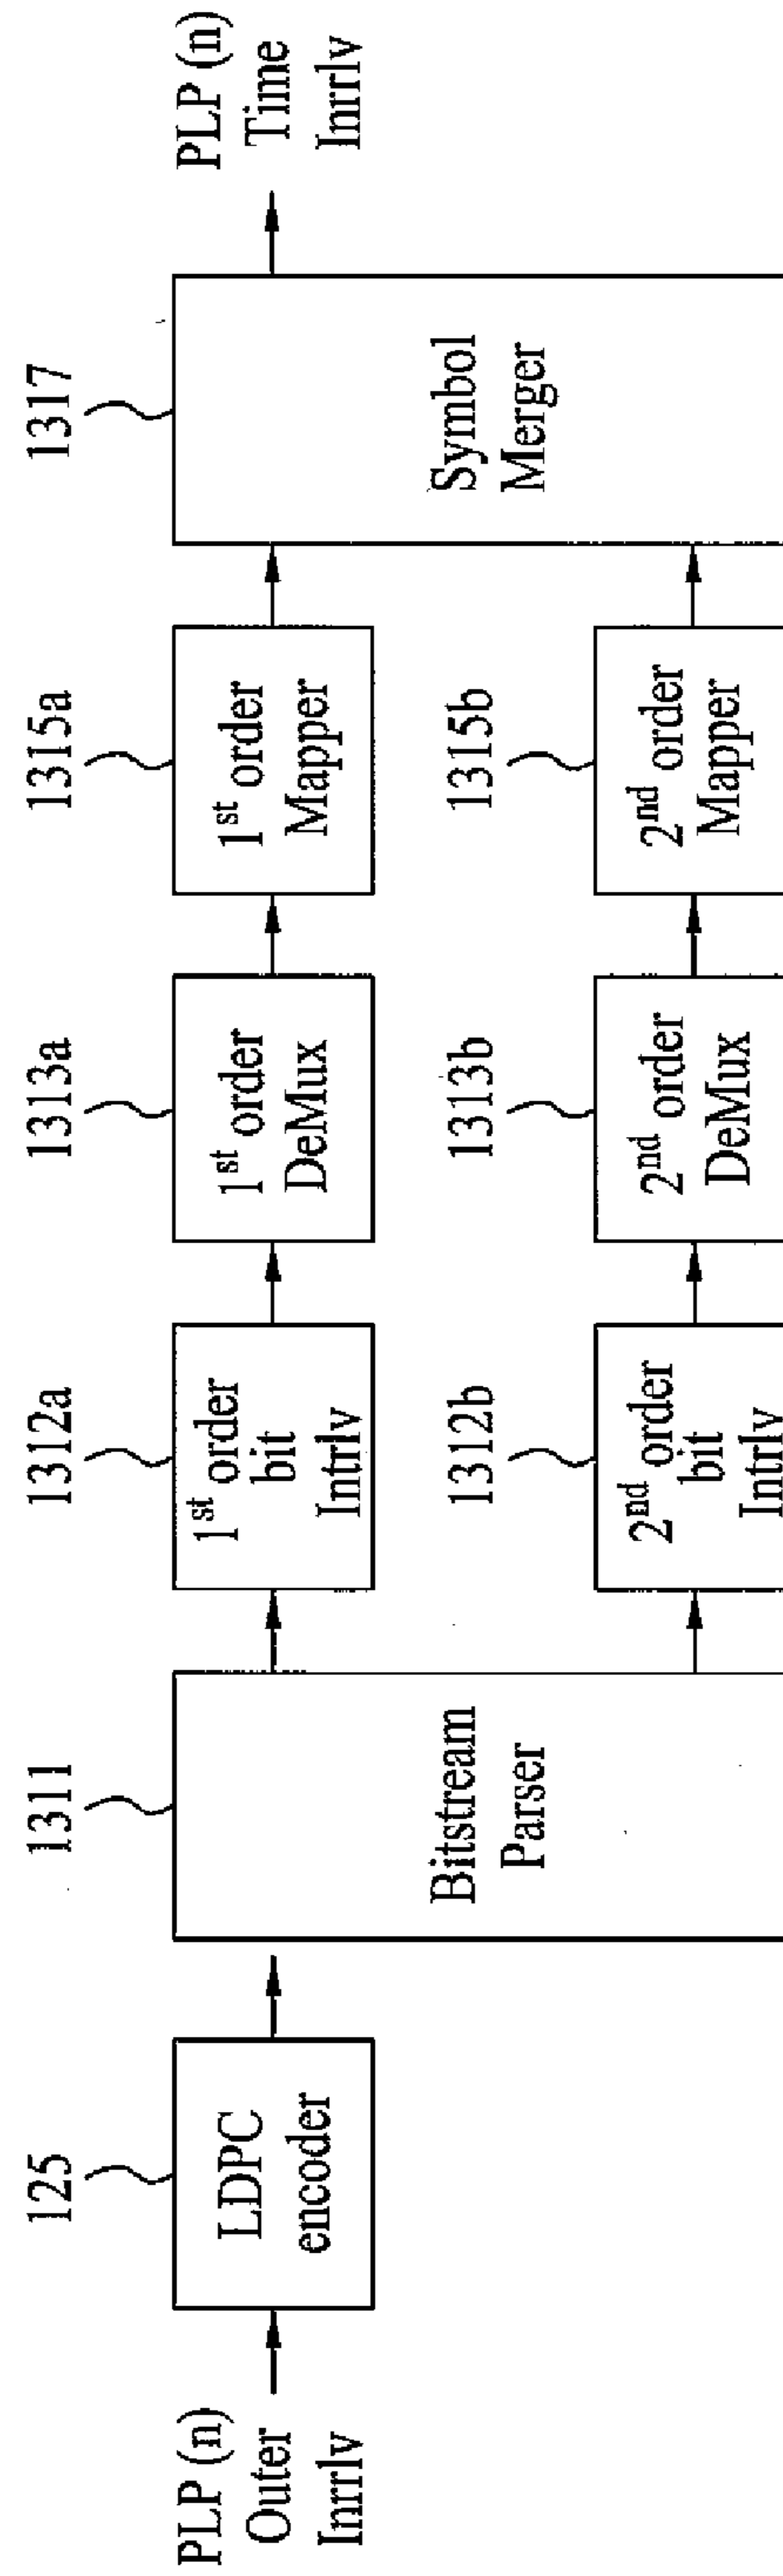 PLP (n)
Outer
Inrrlv
125
LDPC
encoder
1311
Bitstream
Parser
1312a
1st order
bit
Intrlv
1312b
2nd order
bit
Intrlv
1313a
1st order
DeMux
1313b
2nd order
DeMux
1315a
1st order
Mapper
1315b
2nd order
Mapper
1317
Symbol
Merger
PLP (n)
Time
Inrrlv